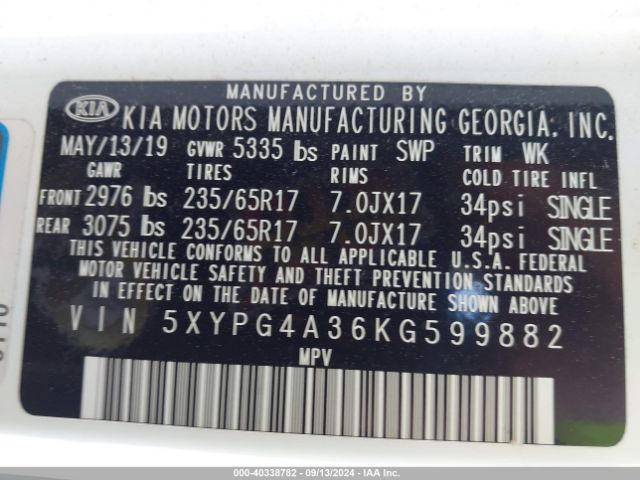 MANUFACTURED BY
KIA KIA MOTORS MANUFACTURING GEORGIA, INC.
MAY/13/19 GVWR 5335 lbs PAINT SWP TRIM WK
GAWR TIRES RIMS COLD TIRE INFL
FRONT 2976 lbs 235/65R17 7.0JX17 34psi SINGLE
REAR 3075 lbs 235/65R17 7.0JX17 34psi SINGLE
THIS VEHICLE CONFORMS TO ALL APPLICABLE U.S.A. FEDERAL
MOTOR VEHICLE SAFETY AND THEFT PREVENTION STANDARDS
IN EFFECT ON THE DATE OF MANUFACTURE SHOWN ABOVE
VIN 5XYPG4A36KG599882
MPV
000-40338782 - 09/13/2024 - IAA Inc.